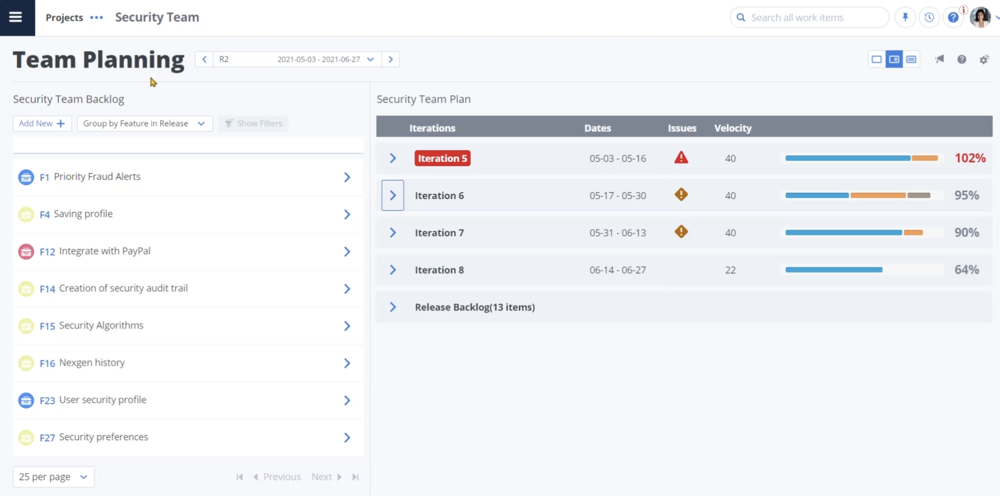 Projects ••• Security Team
Search all work items
Team Planning
R2 2021-05-03 - 2021-06-27
Security Team Backlog
Add New +
Group by Feature in Release
Show Filters
F1 Priority Fraud Alerts
F4 Saving profile
F12 Integrate with PayPal
F14 Creation of security audit trail
F15 Security Algorithms
F16 Nexgen history
F23 User security profile
F27 Security preferences
25 per page
Previous
Next
Security Team Plan
Iterations Dates Issues Velocity
Iteration 5 05-03 - 05-16 40 102%
Iteration 6 05-17 - 05-30 40 95%
Iteration 7 05-31 - 06-13 40 90%
Iteration 8 06-14 - 06-27 22 64%
Release Backlog(13 items)